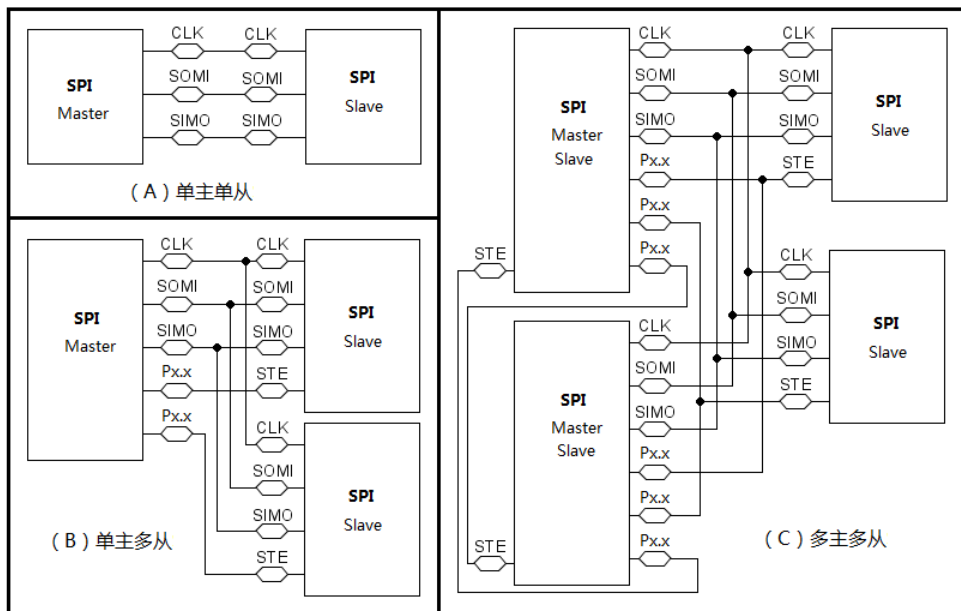 CLK CLK
SPI SPI
SOMI SOMI
Master Slave
SIMO SIMO
(A)单主单从
CLK CLK
SOMI SOMI
SPI SPI
SIMO SIMO
Master Slave
Px.x STE
Px.x
CLK
SOMI
SPI
SIMO Slave
STE
(B)单主多从
CLK CLK
SOMI SOMI
SPI SPI
Master Slave
SIMO SIMO
Slave
Px.x STE
Px.x
STE Px.x
CLK
SOMI
SPI
Slave
SIMO
STE
CLK
SOMI
SPI
SIMO
Master
Slave
Px.x
Px.x
STE Px.x
(C)多主多从